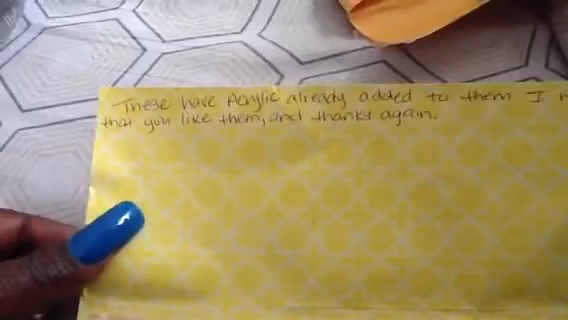 These have Acrylic already added to them I
that you like them, and thanks again.